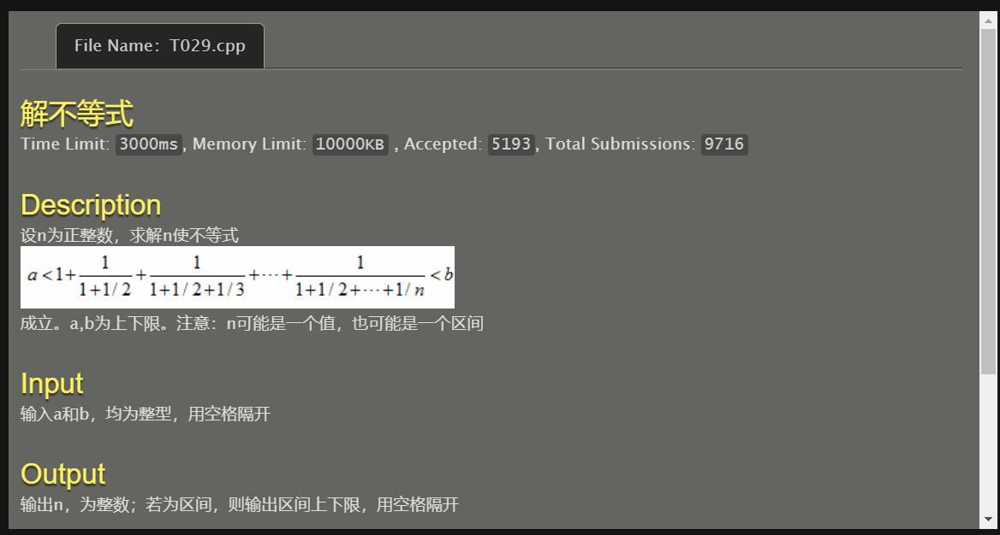 File Name：T029.cpp
解不等式
Time Limit: 3000ms, Memory Limit: 10000KB , Accepted: 5193, Total Submissions: 9716
Description
设n为正整数，求解n使不等式
a<1+1/(1+1/2)+1/(1+1/2+1/3)+···+1/(1+1/2+···+1/n)<b
成立。a,b为上下限。注意：n可能是一个值，也可能是一个区间
Input
输入a和b，均为整型，用空格隔开
Output
输出n，为整数；若为区间，则输出区间上下限，用空格隔开